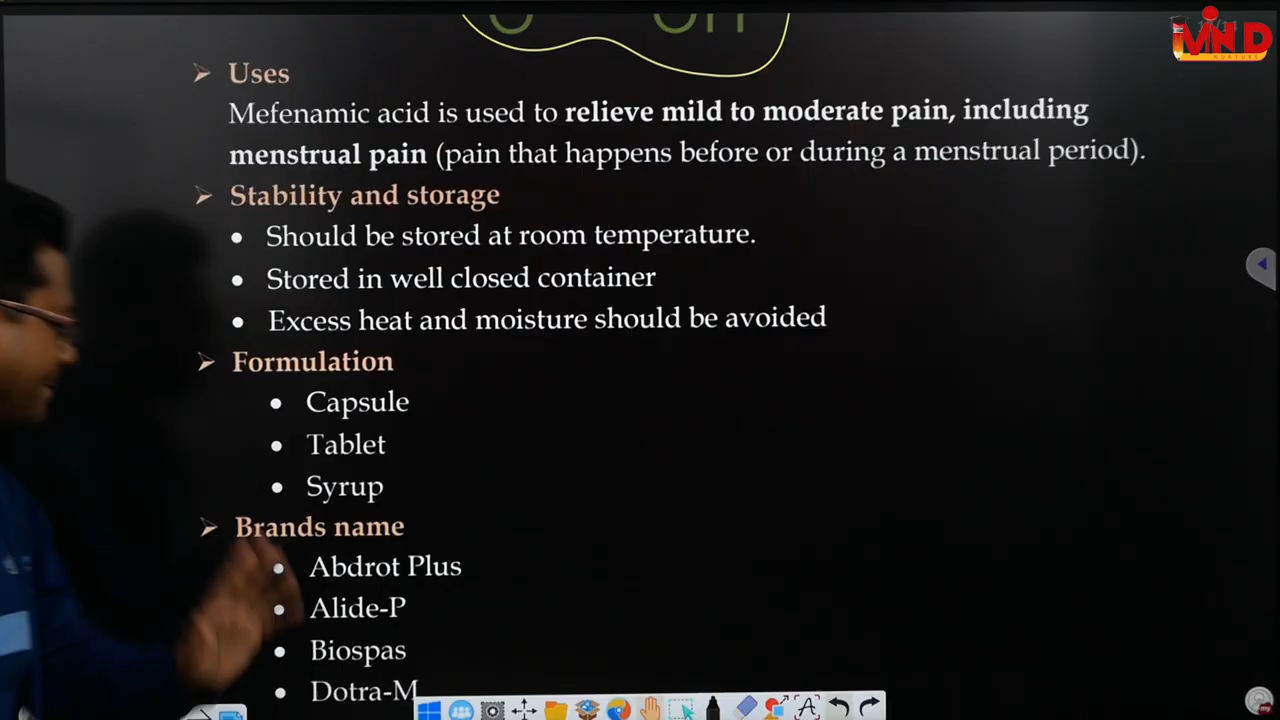 MIND
NURTURE
Uses
Mefenamic acid is used to relieve mild to moderate pain, including
menstrual pain (pain that happens before or during a menstrual period).
Stability and storage
Should be stored at room temperature.
Stored in well closed container
Excess heat and moisture should be avoided
Formulation
Capsule
Tablet
Syrup
Brands name
Abdrot Plus
Alide-P
Biospas
Dotra-M